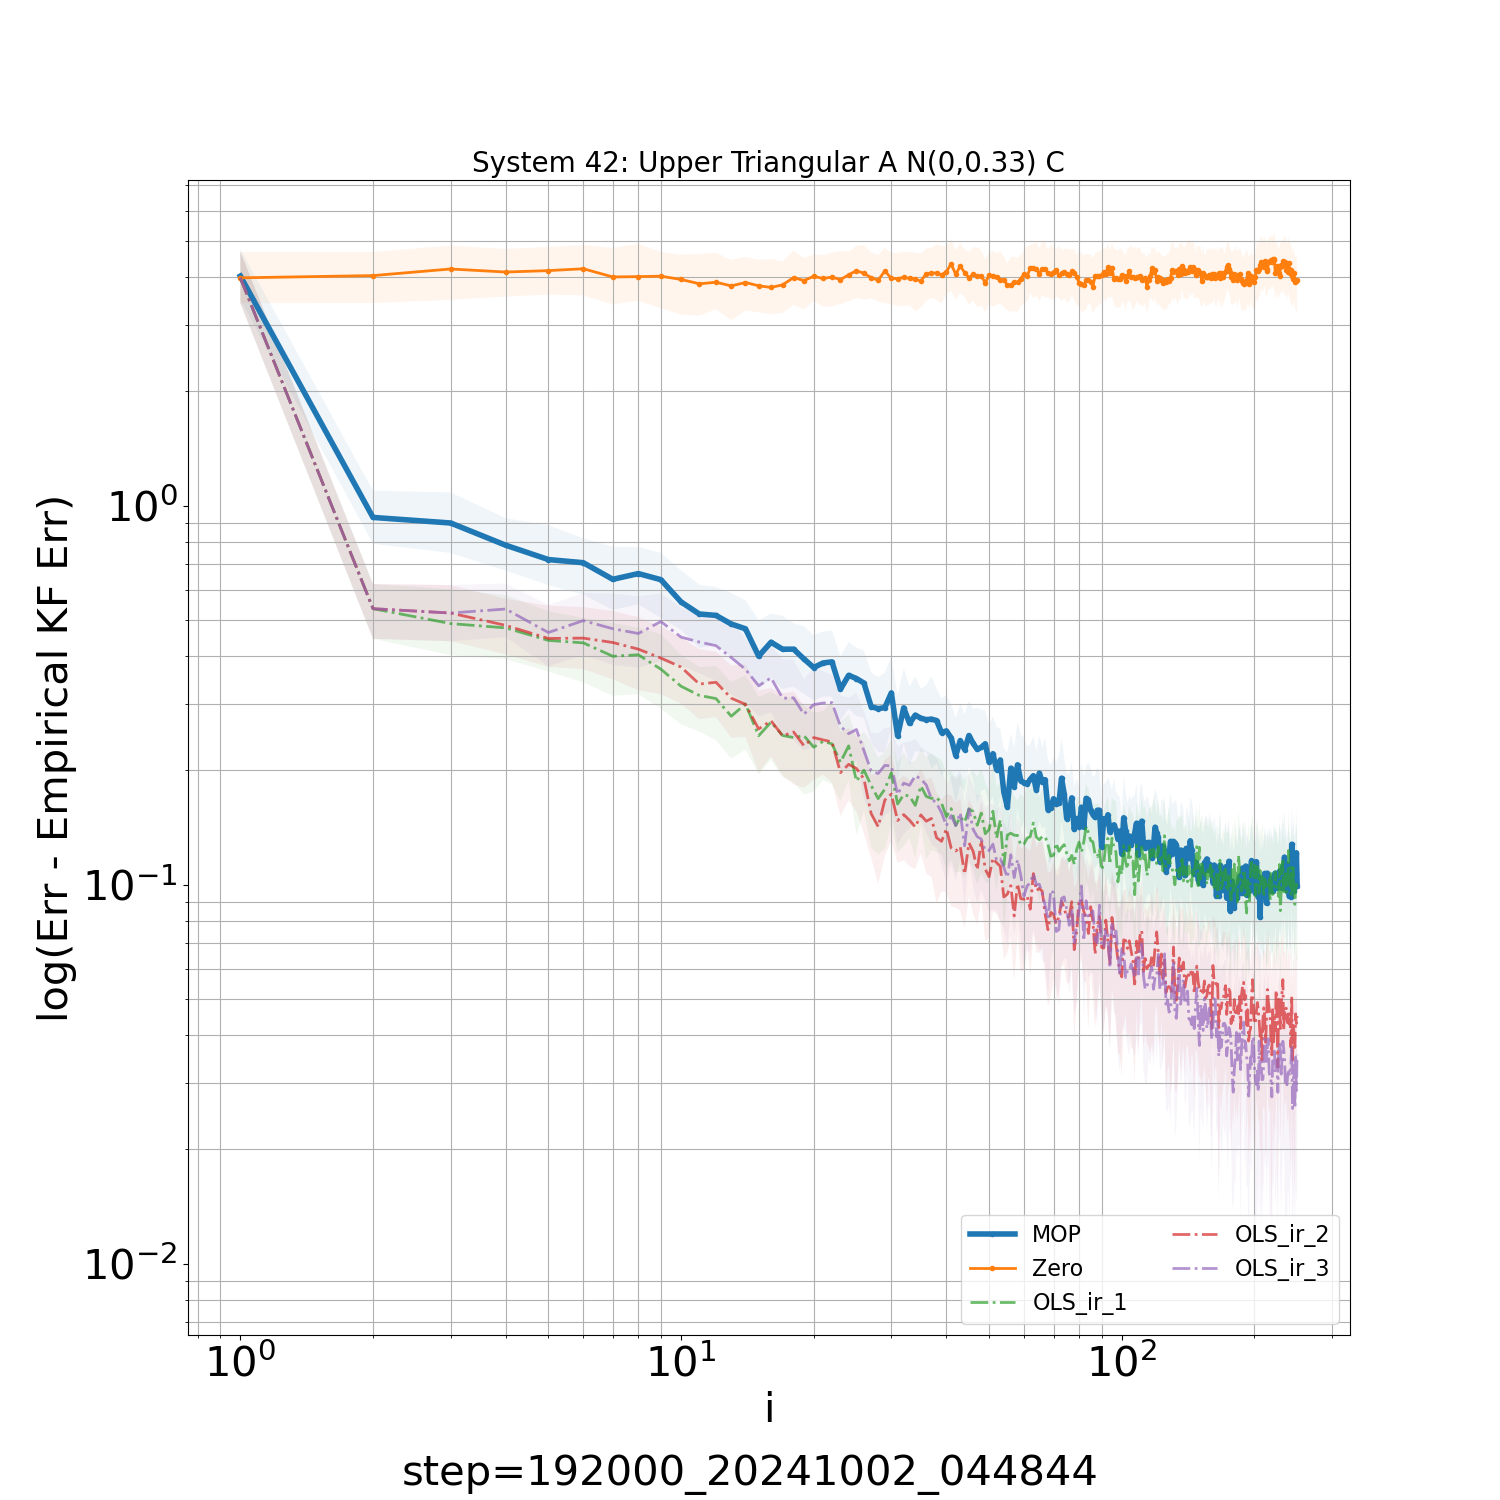 System 42: Upper Triangular A N(0,0.33) C
log(Err - Empirical KF Err)
10⁰
10⁻¹
10⁻²
10⁰ 10¹ 10²
i
step=192000_20241002_044844
MOP
Zero
OLS_ir_1
OLS_ir_2
OLS_ir_3